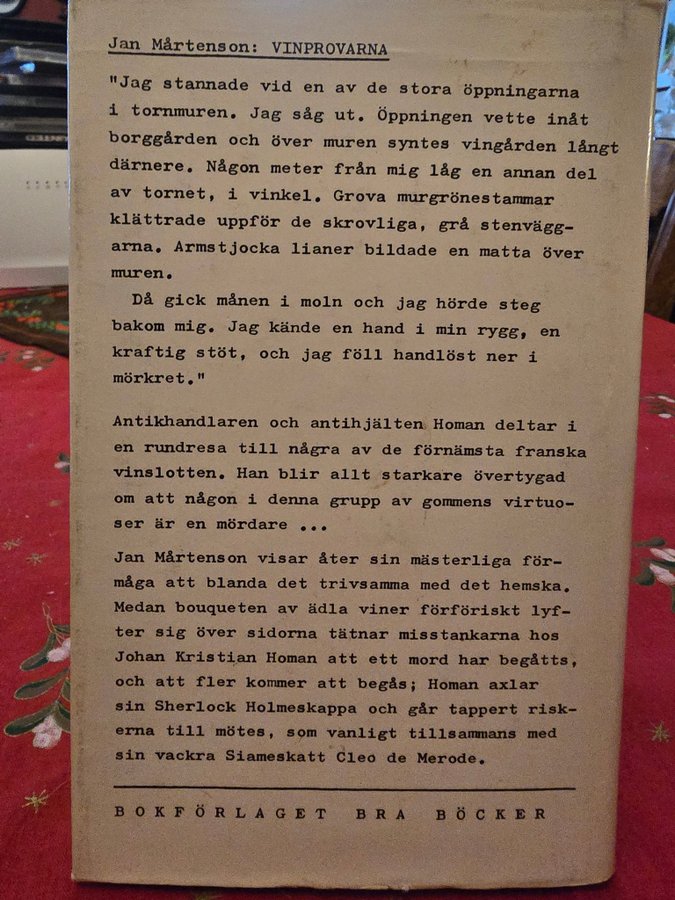 Jan Mårtenson: VINPROVARNA
"Jag stannade vid en av de stora öppningarna
i tornmuren. Jag såg ut. Öppningen vette inåt
borggården och över muren syntes vingården långt
därnere. Någon meter från mig låg en annan del
av tornet, i vinkel. Grova murgrönestammar
klättrade uppför de skrovliga, grå stenvägg-
arna. Armstjocka lianer bildade en matta över
muren.
Då gick månen i moln och jag hörde steg
bakom mig. Jag kände en hand i min rygg, en
kraftig stöt, och jag föll handlöst ner i
mörkret."
Antikhandlaren och antihjälten Homan deltar i
en rundresa till några av de förnämsta franska
vinslotten. Han blir allt starkare övertygad
om att någon i denna grupp av gommens virtuo-
ser är en mördare ...
Jan Mårtenson visar åter sin mästerliga för-
måga att blanda det trivsamma med det hemska.
Medan bouqueten av ädla viner förföriskt lyf-
ter sig över sidorna tätnar misstankarna hos
Johan Kristian Homan att ett mord har begåtts,
och att fler kommer att begås; Homan axlar
sin Sherlock Holmeskappa och går tappert risk-
erna till mötes, som vanligt tillsammans med
sin vackra Siameskatt Cleo de Merode.
BOKFÖRLAGET BRA BÖCKER